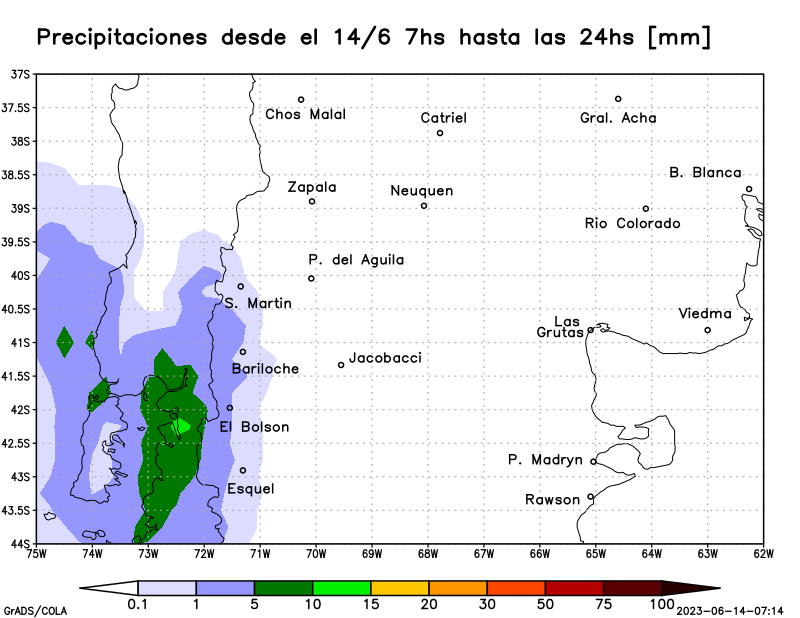 Precipitaciones desde el 14/6 7hs hasta las 24hs [mm]
37S
37.5S
38S
38.5S
39S
39.5S
40S
40.5S
41S
41.5S
42S
42.5S
43S
43.5S
44S
Chos Malal
Catriel
Gral. Acha
B. Blanca
Zapala
Neuquen
Rio Colorado
P. del Aguila
S. Martin
Viedma
Las
Grutas
Jacobacci
Bariloche
El Bolson
P. Madryn
Esquel
Rawson
75W 74W 73W 72W 71W 70W 69W 68W 67W 66W 65W 64W 63W 62W
0.1 1 5 10 15 20 30 50 75 100
GrADS/COLA
2023-06-14-07:14